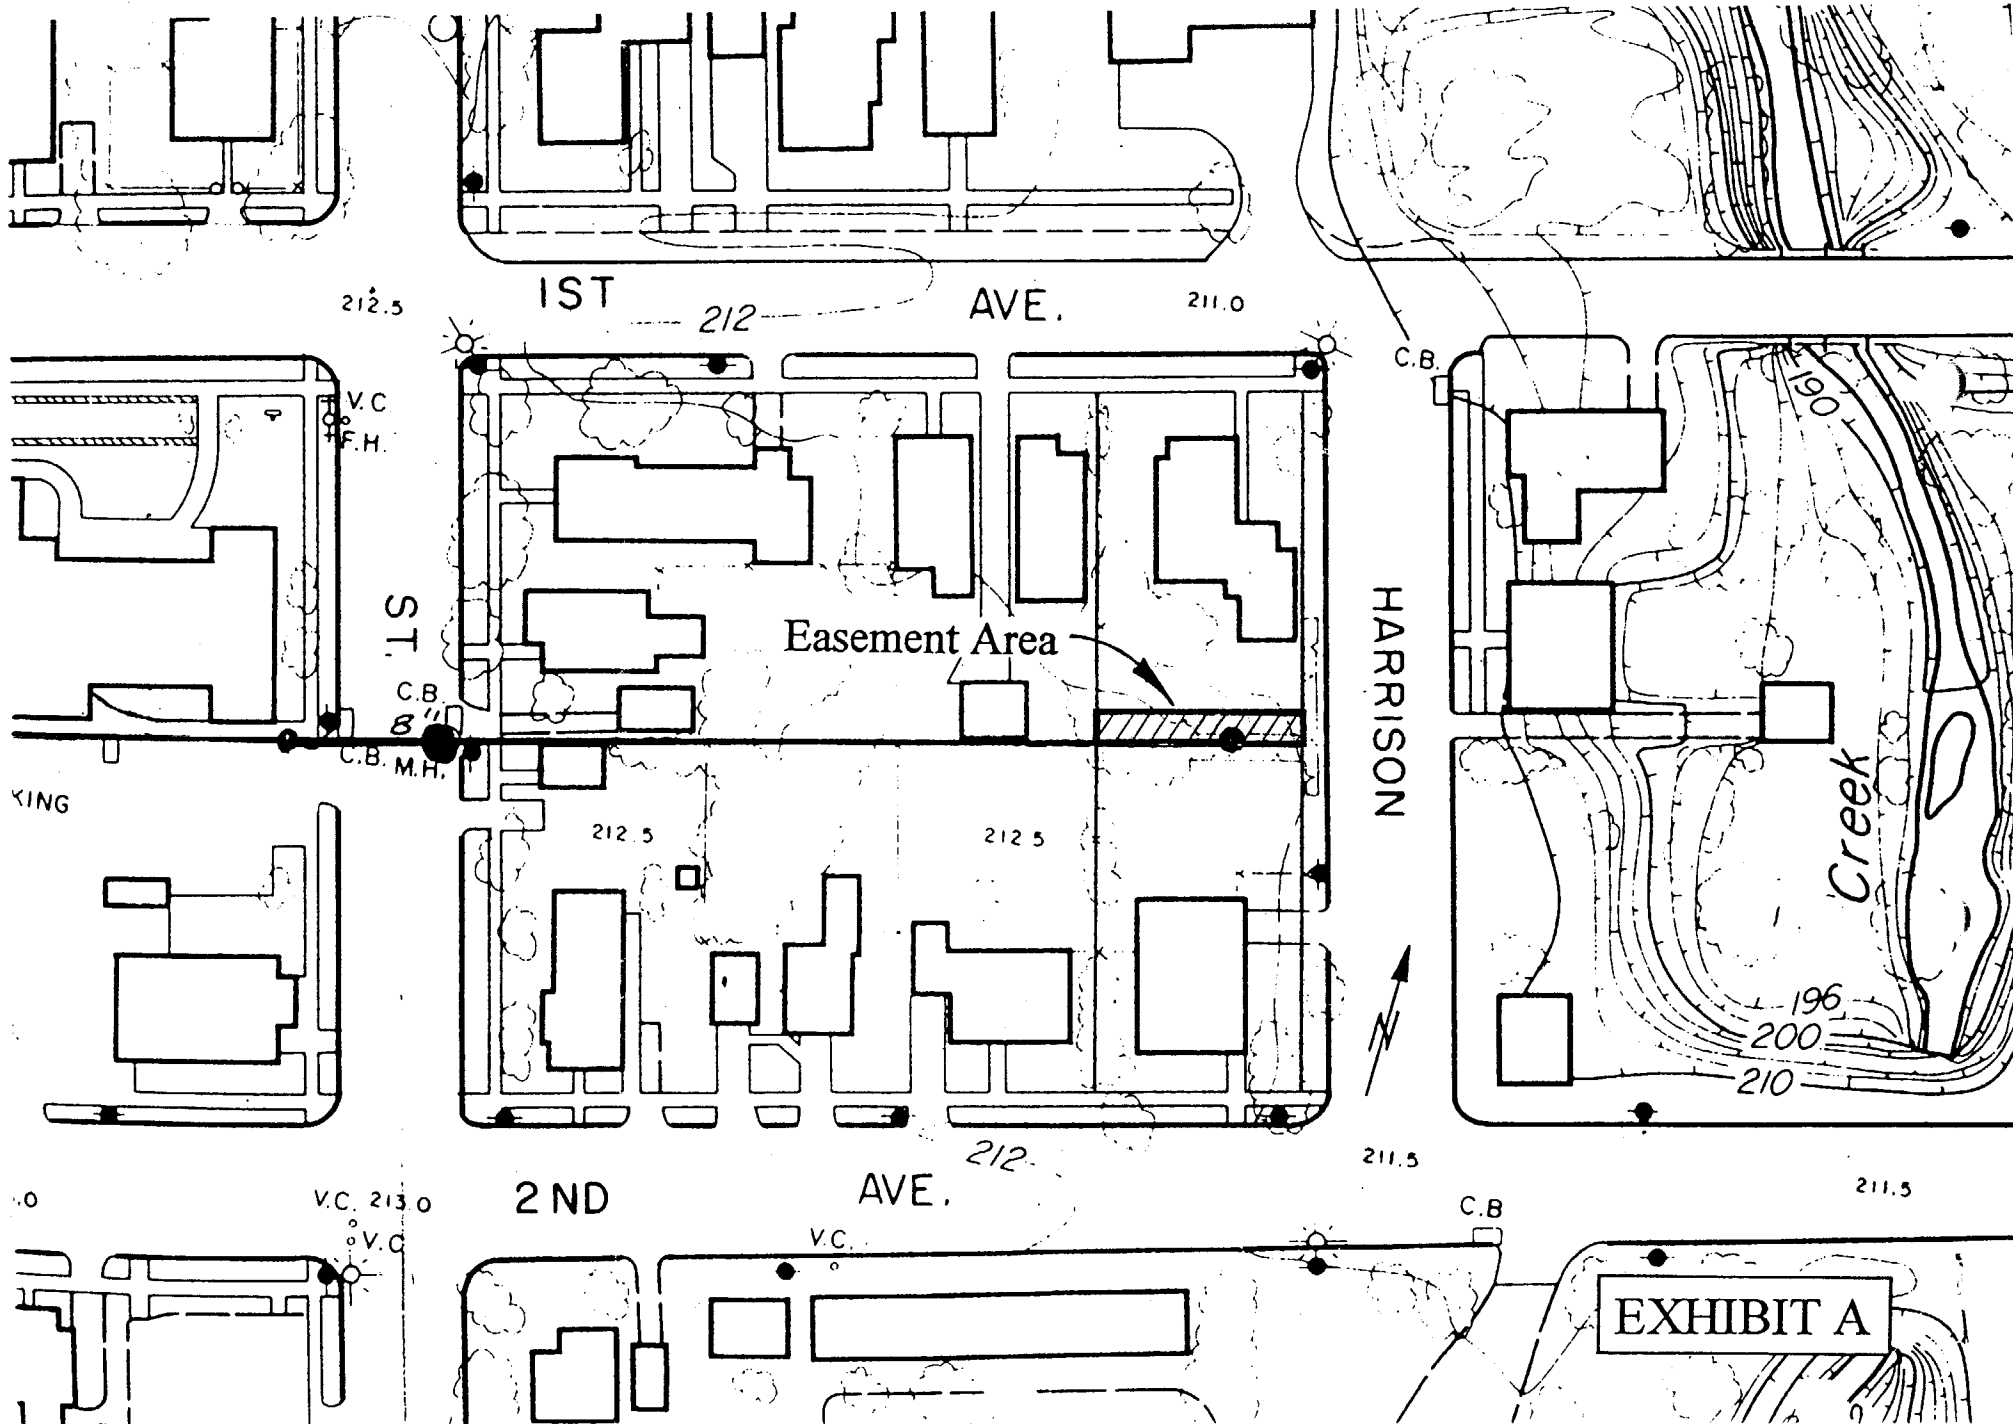 212.5
1ST
212
AVE.
211.0
C.B.
V.C
F.H.
190
ST.
HARRISON
Easement Area
C.B.
8"
C.B.
M.H.
KING
212.5
212.5
Creek
N
196
200
210
212
211.5
211.5
2ND
AVE.
V.C.
213.0
V.C
V.C.
C.B
EXHIBIT A